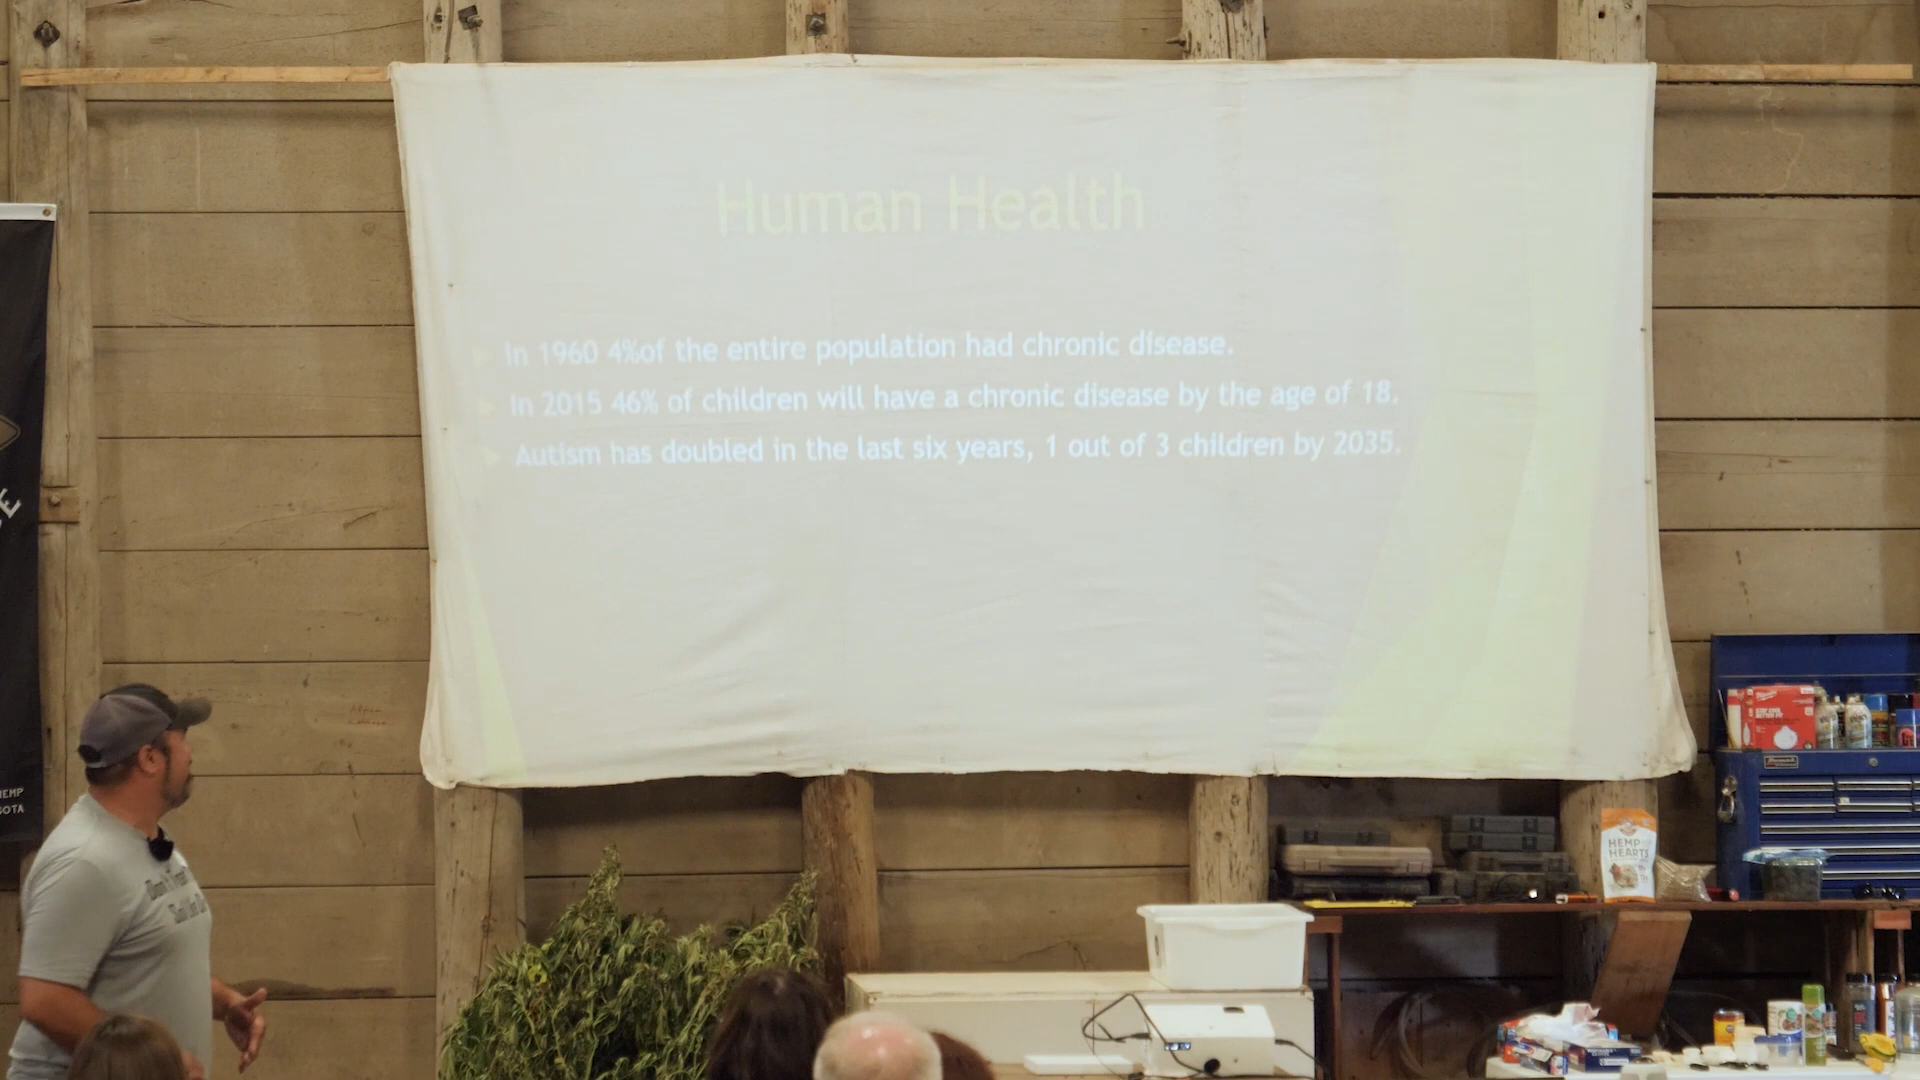 Human Health
In 1960 4%of the entire population had chronic disease.
In 2015 46% of children will have a chronic disease by the age of 18.
Autism has doubled in the last six years, 1 out of 3 children by 2035.
HEMP
HEARTS